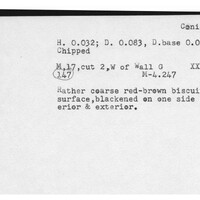 Coni
H. 0.032; D. 0.083, D.base 0.0
Chipped
M.17,cut 2,W of Wall G XX
147 M-4.247
Rather coarse red-brown biscui
surface,blackened on one side
erior & exterior.